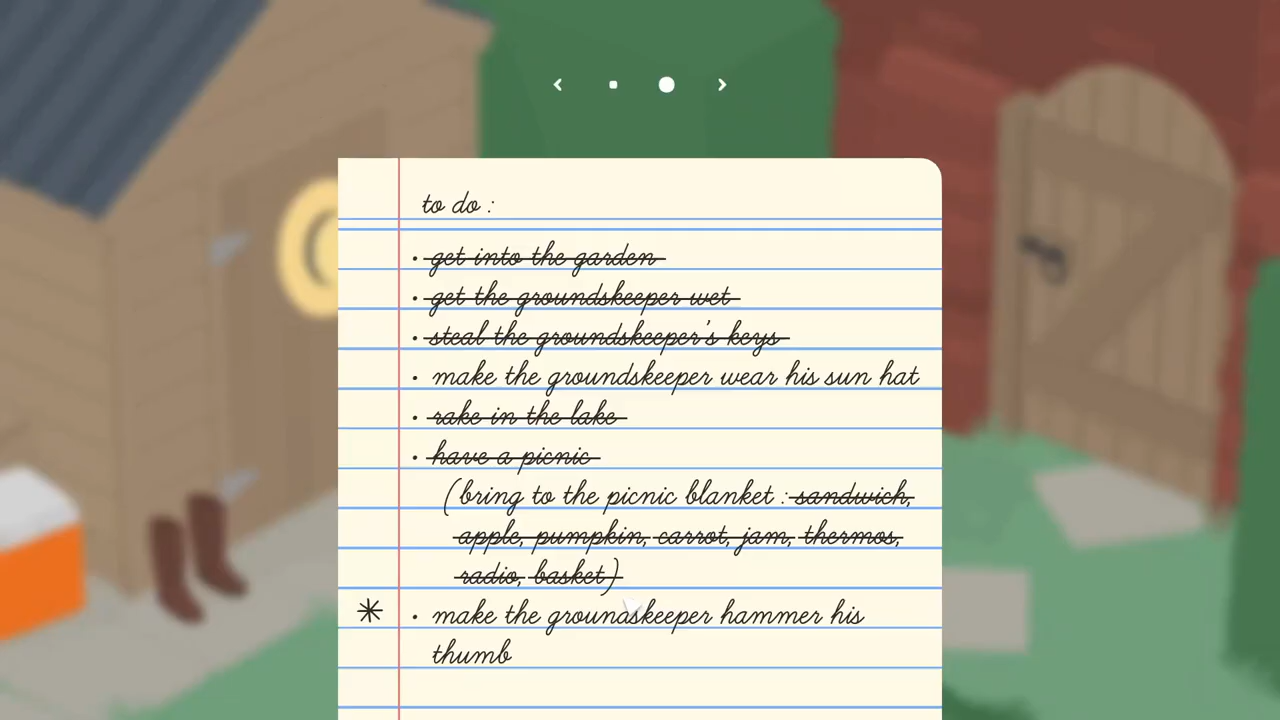 to do :
• get into the garden
• get the groundskeeper wet
• steal the groundskeeper's keys
• make the groundskeeper wear his sun hat
• rake in the lake
• have a picnic
(bring to the picnic blanket : sandwich,
apple, pumpkin, carrot, jam, thermos,
radio, basket)
• make the groundskeeper hammer his
thumb